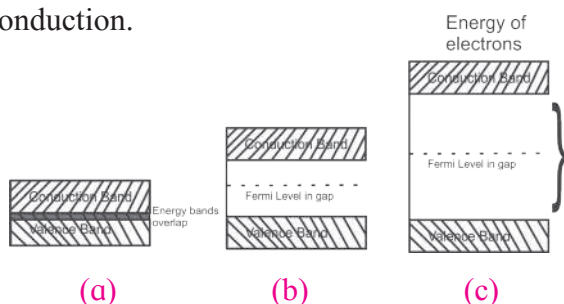 onduction.
Energy of
electrons
Conduction Band
Energy bands
overlap
Valence Band
Conduction Band
Fermi Level in gap
Valence Band
Conduction Band
Fermi Level in gap
Valence Band
(a)
(b)
(c)